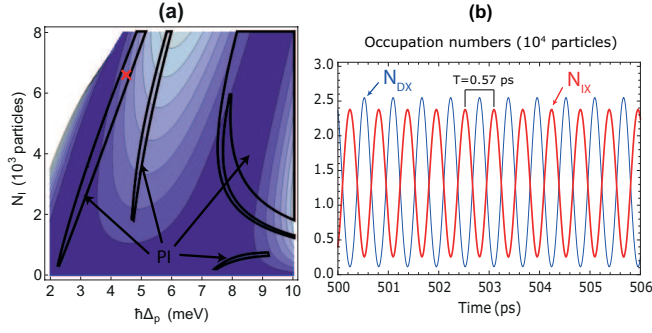 (a)
N_I (10³ particles)
8
6
4
2
0
PI
2 3 4 5 6 7 8 9 10
ħΔ_p (meV)
(b)
Occupation numbers (10⁴ particles)
3.0
2.5
2.0
1.5
1.0
0.5
0.0
N_DX
T=0.57 ps
N_IX
500 501 502 503 504 505 506
Time (ps)